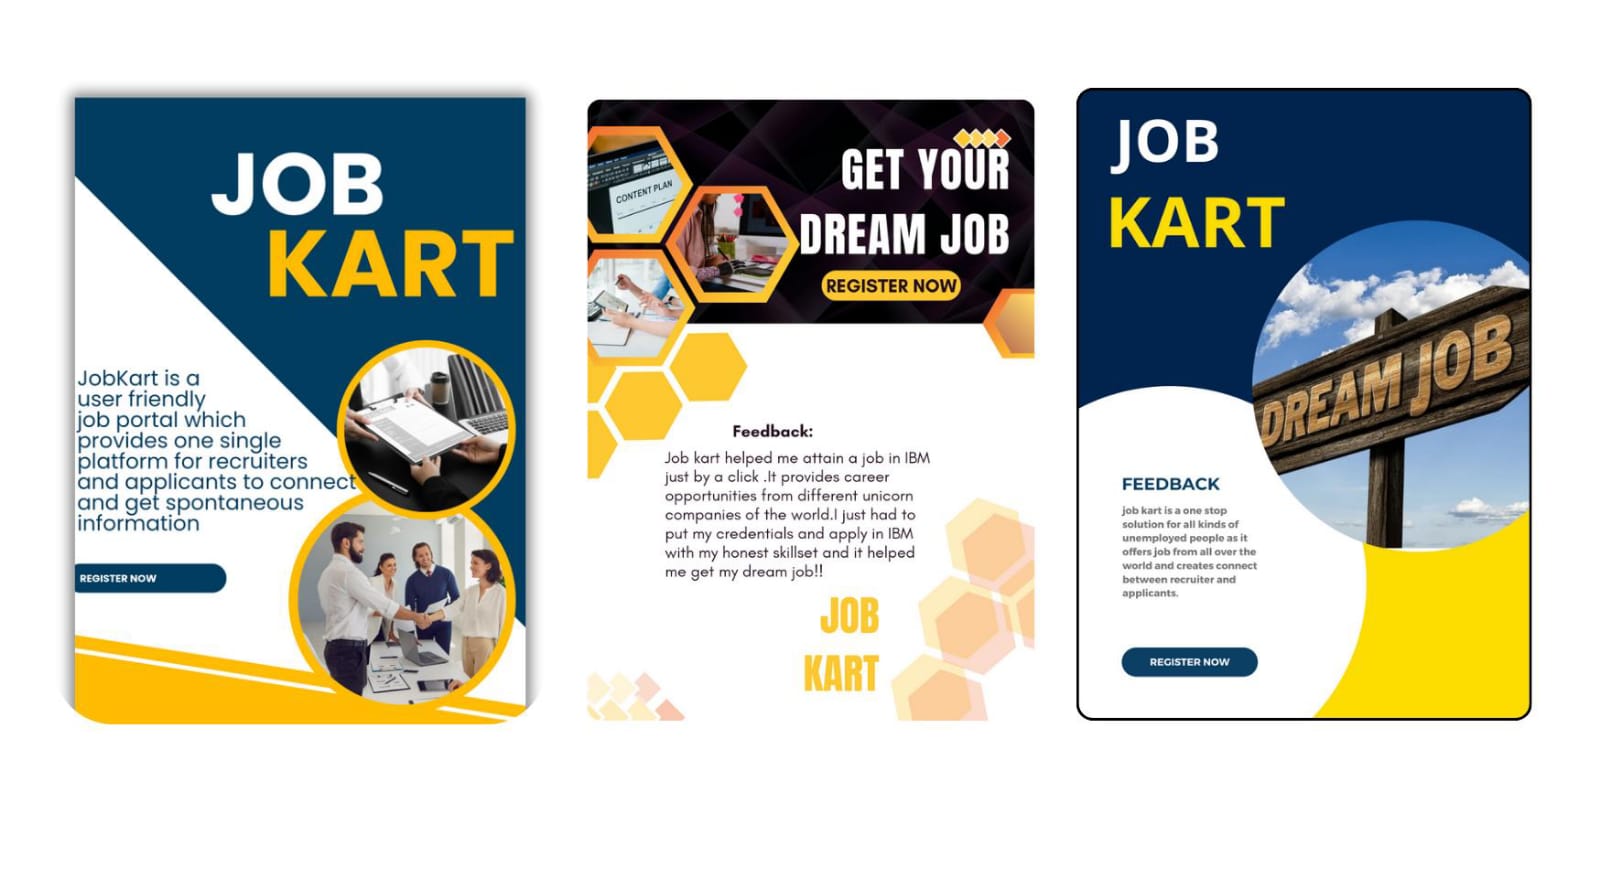 JOB
KART
JobKart is a
user friendly
job portal which
provides one single
platform for recruiters
and applicants to connect
and get spontaneous
information
REGISTER NOW
CONTENT PLAN
GET YOUR
DREAM JOB
REGISTER NOW
Feedback:
Job kart helped me attain a job in IBM
just by a click .It provides career
opportunities from different unicorn
companies of the world.I just had to
put my credentials and apply in IBM
with my honest skillset and it helped
me get my dream job!!
JOB
KART
JOB
KART
DREAM JOB
FEEDBACK
job kart is a one stop
solution for all kinds of
unemployed people as it
offers job from all over the
world and creates connect
between recruiter and
applicants.
REGISTER NOW